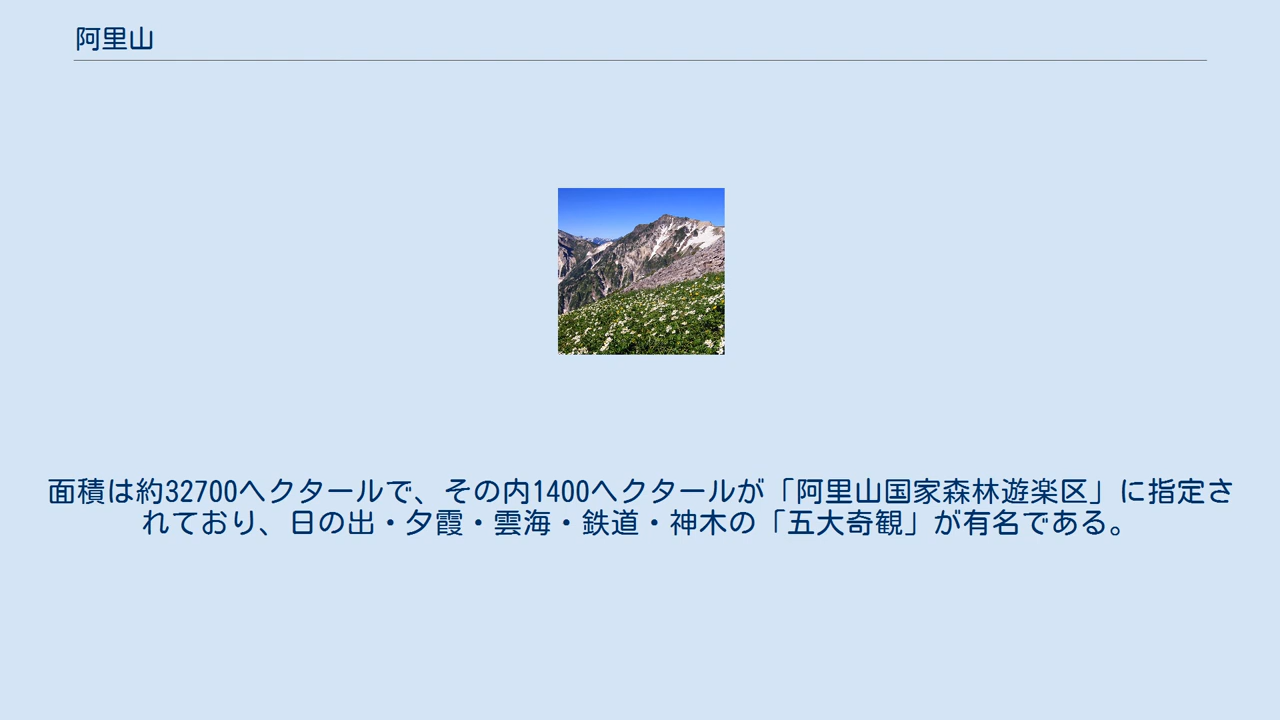 阿里山
面積は約32700ヘクタールで、その内1400ヘクタールが「阿里山国家森林遊楽区」に指定さ
れており、日の出・夕霞・雲海・鉄道・神木の「五大奇観」が有名である。